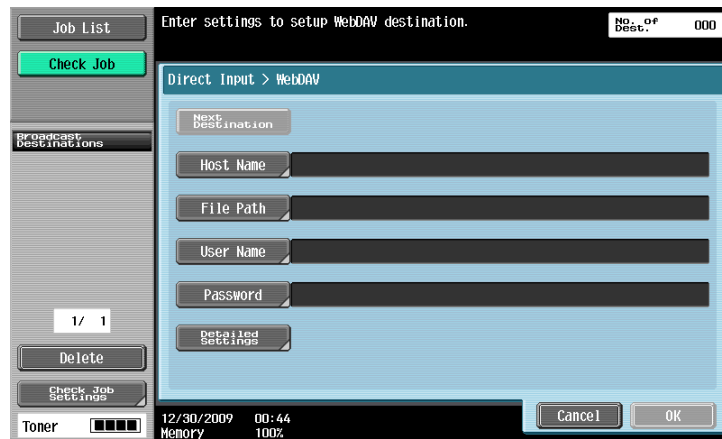 Job List
Check Job
Broadcast
Destinations
1/ 1
Delete
Check Job
Settings
Toner
Enter settings to setup WebDAV destination.
No. of
Dest.
000
Direct Input > WebDAV
Next
Destination
Host Name
File Path
User Name
Password
Detailed
Settings
12/30/2009 00:44
Memory 100%
Cancel
OK